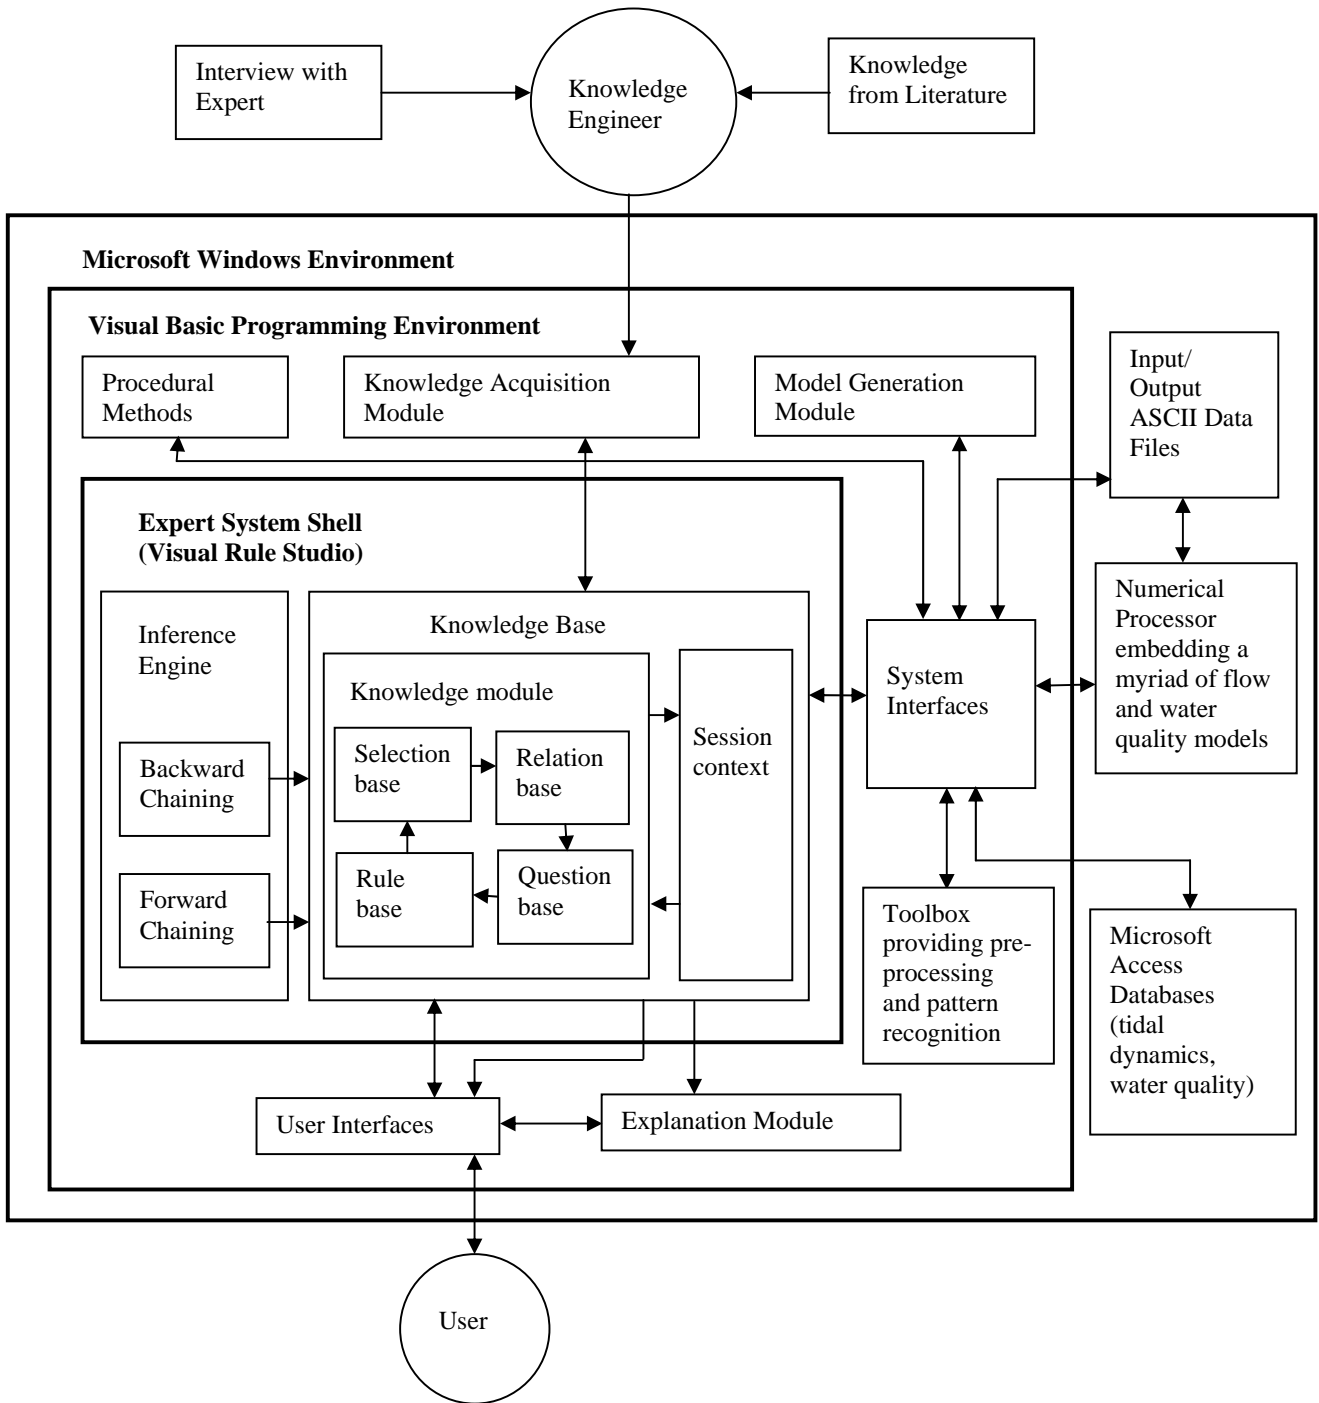 Interview with
Expert
Knowledge
Engineer
Knowledge
from Literature
Microsoft Windows Environment
Visual Basic Programming Environment
Procedural
Methods
Knowledge Acquisition
Module
Model Generation
Module
Input/
Output
ASCII Data
Files
Expert System Shell
(Visual Rule Studio)
Inference
Engine
Backward
Chaining
Forward
Chaining
Knowledge Base
Knowledge module
Selection
base
Relation
base
Rule
base
Question
base
Session
context
System
Interfaces
Numerical
Processor
embedding a
myriad of flow
and water
quality models
Toolbox
providing pre-
processing
and pattern
recognition
Microsoft
Access
Databases
(tidal
dynamics,
water quality)
User Interfaces
Explanation Module
User